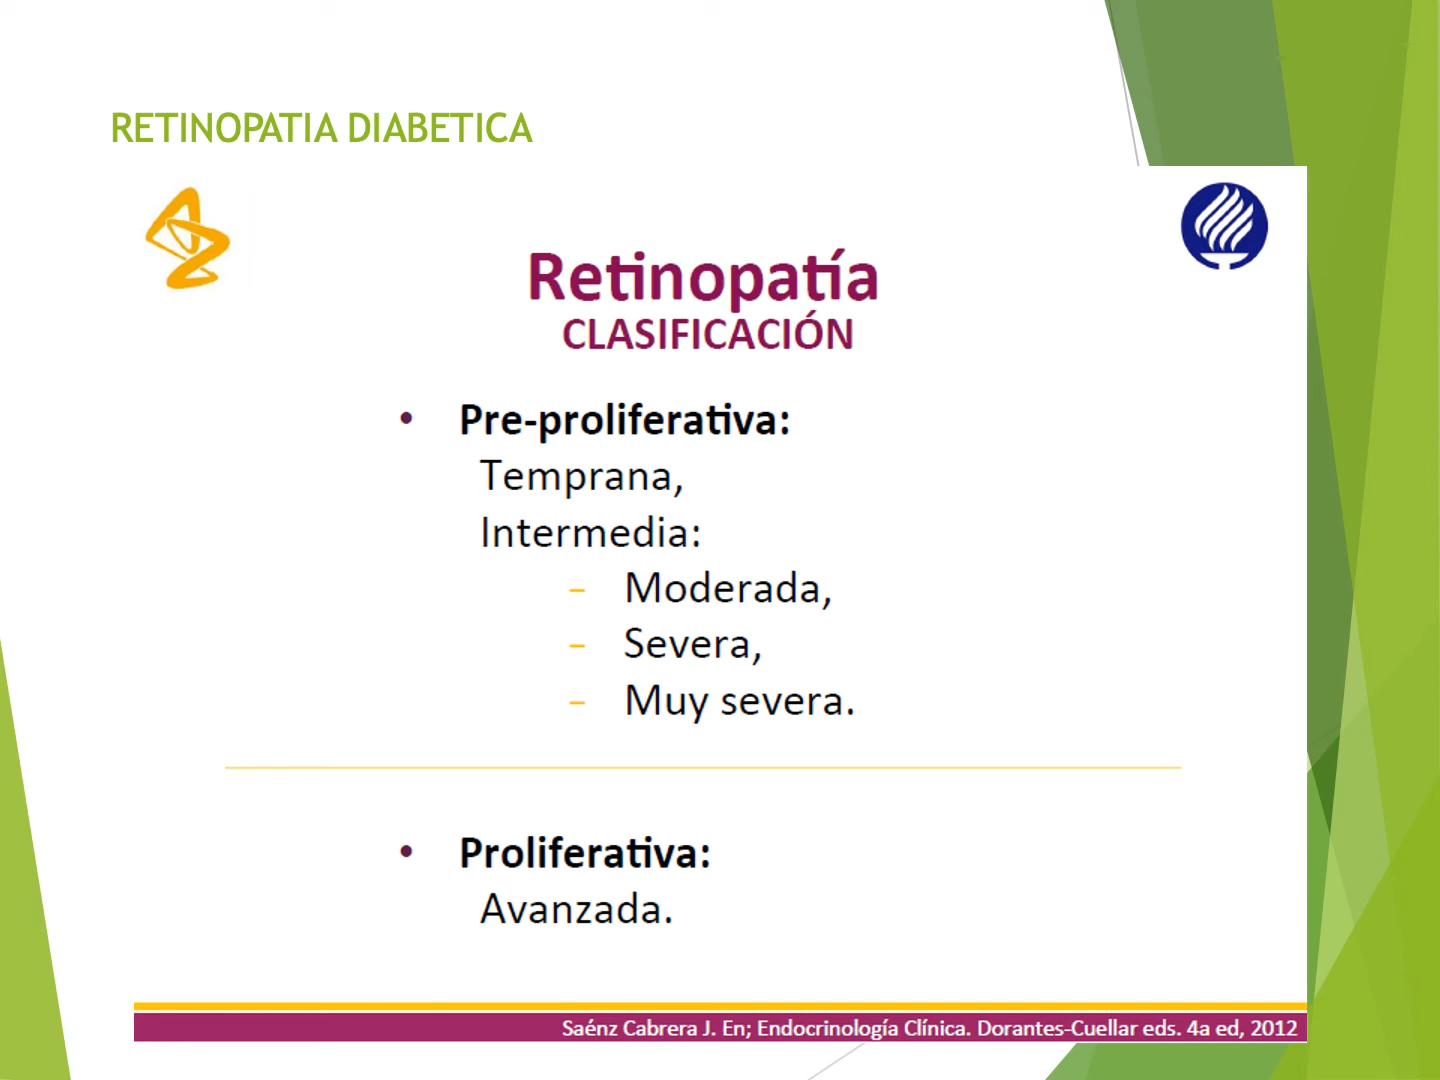 RETINOPATIA DIABETICA
Retinopatía
CLASIFICACIÓN
• Pre-proliferativa:
Temprana,
Intermedia:
– Moderada,
– Severa,
– Muy severa.
• Proliferativa:
Avanzada.
Saénz Cabrera J. En; Endocrinología Clínica. Dorantes-Cuellar eds. 4a ed, 2012